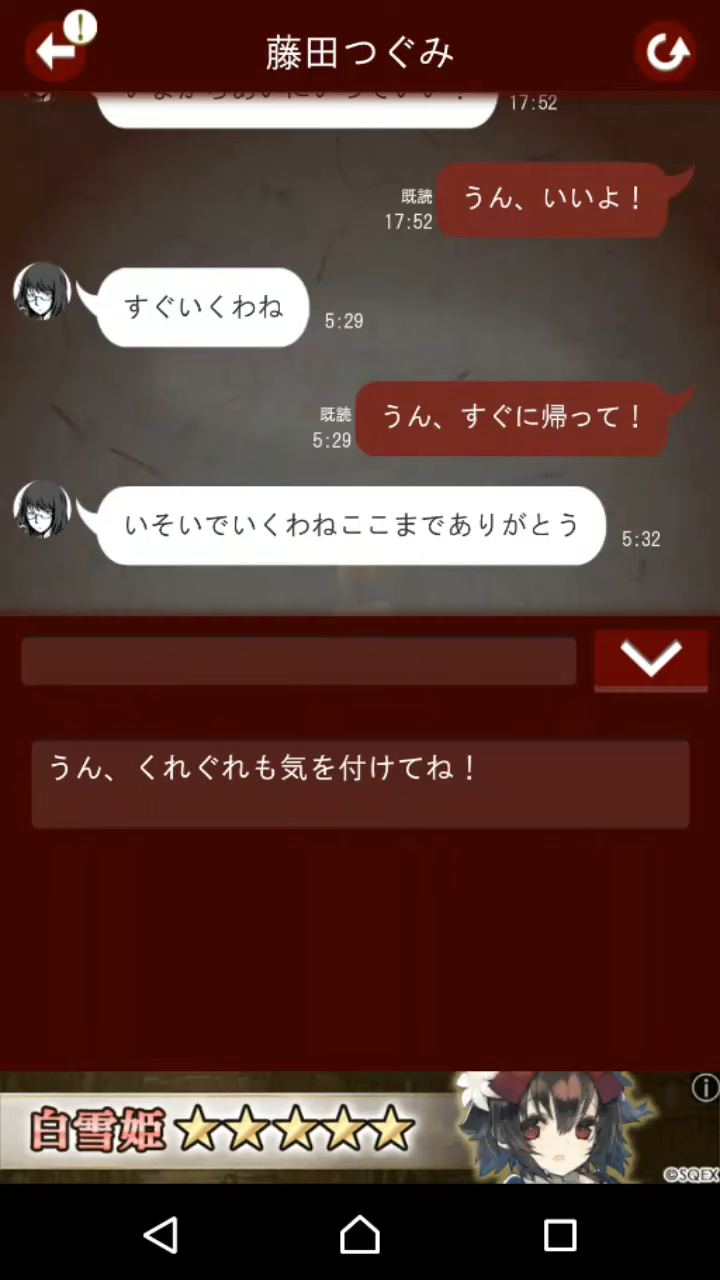 !
藤田つぐみ
17:52
既読
17:52
うん、いいよ！
すぐいくわね
5:29
既読
5:29
うん、すぐに帰って！
いそいでいくわねここまでありがとう
5:32
うん、くれぐれも気を付けてね！
白雪姫
©SQEX